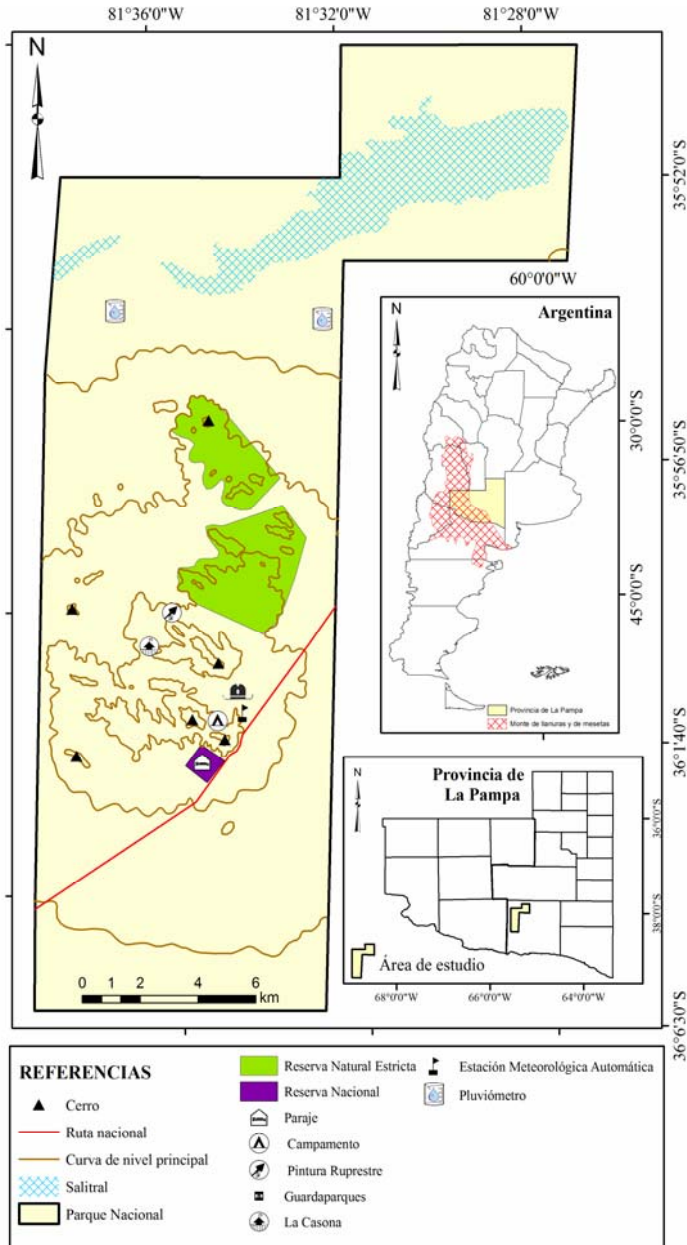 81°36'0"W
81°32'0"W
81°28'0"W
N
35°52'0"S
60°0'0"W
N
Argentina
30°0'0"S
35°56'50"S
45°0'0"S
Provincia de La Pampa
Monte de llanuras y de mesetas
36°1'40"S
N
Provincia de
La Pampa
36°0'0"S
38°0'0"S
Área de estudio
68°0'0"W
66°0'0"W
64°0'0"W
0 1 2 4 6
km
36°6'30"S
REFERENCIAS
Cerro
Ruta nacional
Curva de nivel principal
Salitral
Parque Nacional
Reserva Natural Estricta
Reserva Nacional
Paraje
Campamento
Pintura Ruprestre
Guardaparques
La Casona
Estación Meteorológica Automática
Pluviómetro